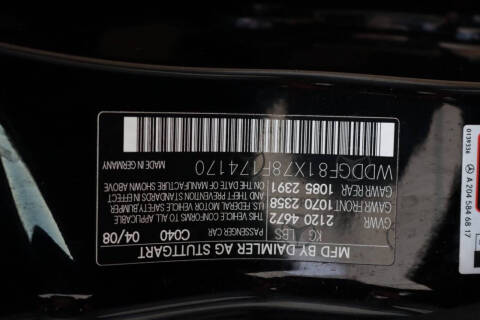 MFD BY DAIMLER AG STUTTGART
PASSENGER CAR C040 04/08
KG LBS
GAWR 2120 4672
GAWR FRONT 1070 2358
GAWR REAR 1085 2391
THIS VEHICLE CONFORMS TO ALL APPLICABLE
U.S. FEDERAL MOTOR VEHICLE SAFETY BUMPER,
AND THEFT PREVENTION STANDARDS IN EFFECT
ON THE DATE OF MANUFACTURE SHOWN ABOVE
WDDGF81X78F174170
MADE IN GERMANY
0139336
A 204 584 68 17